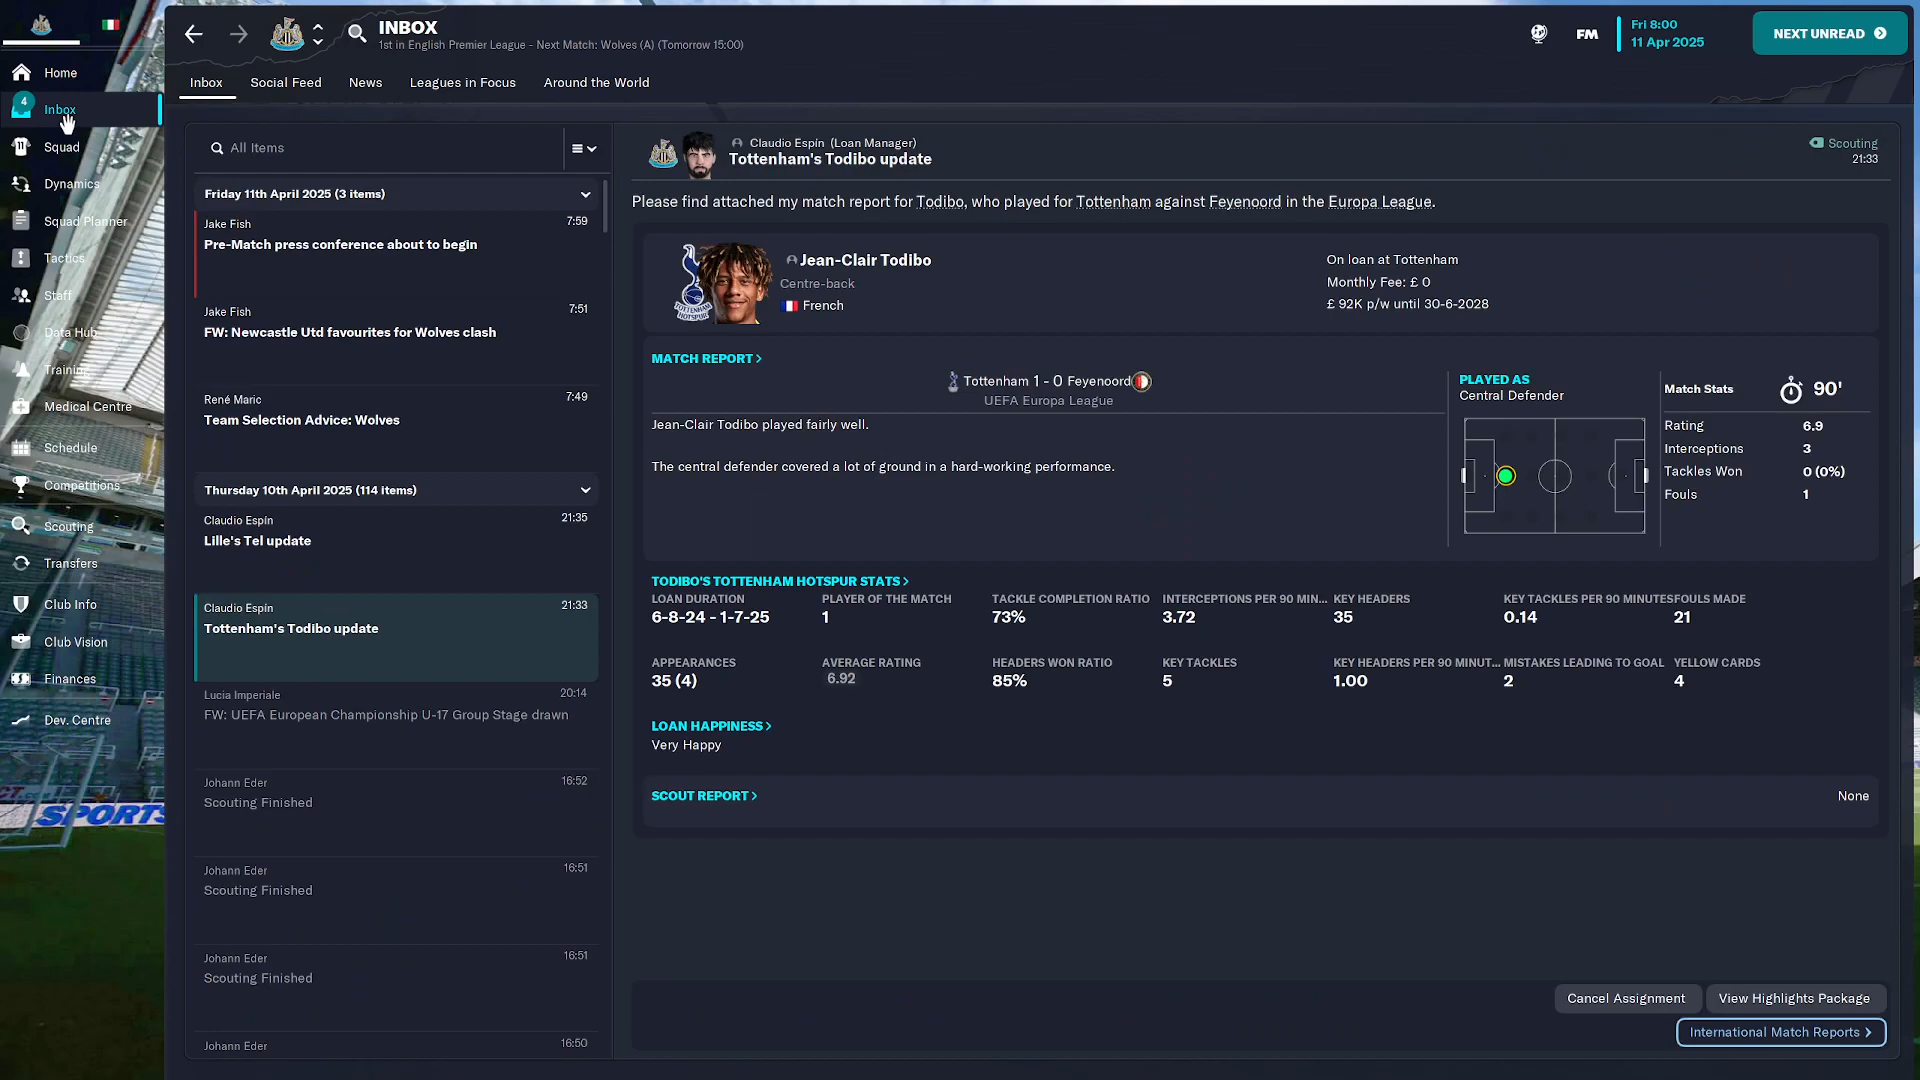 INBOX
1st in English Premier League - Next Match: Wolves (A) (Tomorrow 15:00)
FM
Fri 8:00
11 Apr 2025
NEXT UNREAD
Inbox
Social Feed
News
Leagues in Focus
Around the World
Home
4
Inbox
Squad
Dynamics
Squad Planner
Tactics
Staff
Data Hub
Training
Medical Centre
Schedule
Competitions
Scouting
Transfers
Club Info
Club Vision
Finances
Dev. Centre
SPORTS
All Items
Friday 11th April 2025 (3 items)
Jake Fish 7:59
Pre-Match press conference about to begin
Jake Fish 7:51
FW: Newcastle Utd favourites for Wolves clash
René Maric 7:49
Team Selection Advice: Wolves
Thursday 10th April 2025 (114 items)
Claudio Espín 21:35
Lille's Tel update
Claudio Espín 21:33
Tottenham's Todibo update
Lucia Imperiale 20:14
FW: UEFA European Championship U-17 Group Stage drawn
Johann Eder 16:52
Scouting Finished
Johann Eder 16:51
Scouting Finished
Johann Eder 16:51
Scouting Finished
Johann Eder 16:50
Claudio Espín (Loan Manager)
Tottenham's Todibo update
Scouting
21:33
Please find attached my match report for Todibo, who played for Tottenham against Feyenoord in the Europa League.
Jean-Clair Todibo
Centre-back
French
TOTTENHAM
HOTSPUR
On loan at Tottenham
Monthly Fee: £ 0
£ 92K p/w until 30-6-2028
MATCH REPORT >
Tottenham 1 - 0 Feyenoord
UEFA Europa League
Jean-Clair Todibo played fairly well.
The central defender covered a lot of ground in a hard-working performance.
PLAYED AS
Central Defender
Match Stats 90'
Rating 6.9
Interceptions 3
Tackles Won 0 (0%)
Fouls 1
TODIBO'S TOTTENHAM HOTSPUR STATS >
LOAN DURATION PLAYER OF THE MATCH TACKLE COMPLETION RATIO INTERCEPTIONS PER 90 MIN... KEY HEADERS KEY TACKLES PER 90 MINUTES FOULS MADE
6-8-24 - 1-7-25 1 73% 3.72 35 0.14 21
APPEARANCES AVERAGE RATING HEADERS WON RATIO KEY TACKLES KEY HEADERS PER 90 MINUT... MISTAKES LEADING TO GOAL YELLOW CARDS
35 (4) 6.92 85% 5 1.00 2 4
LOAN HAPPINESS >
Very Happy
SCOUT REPORT > None
Cancel Assignment
View Highlights Package
International Match Reports >